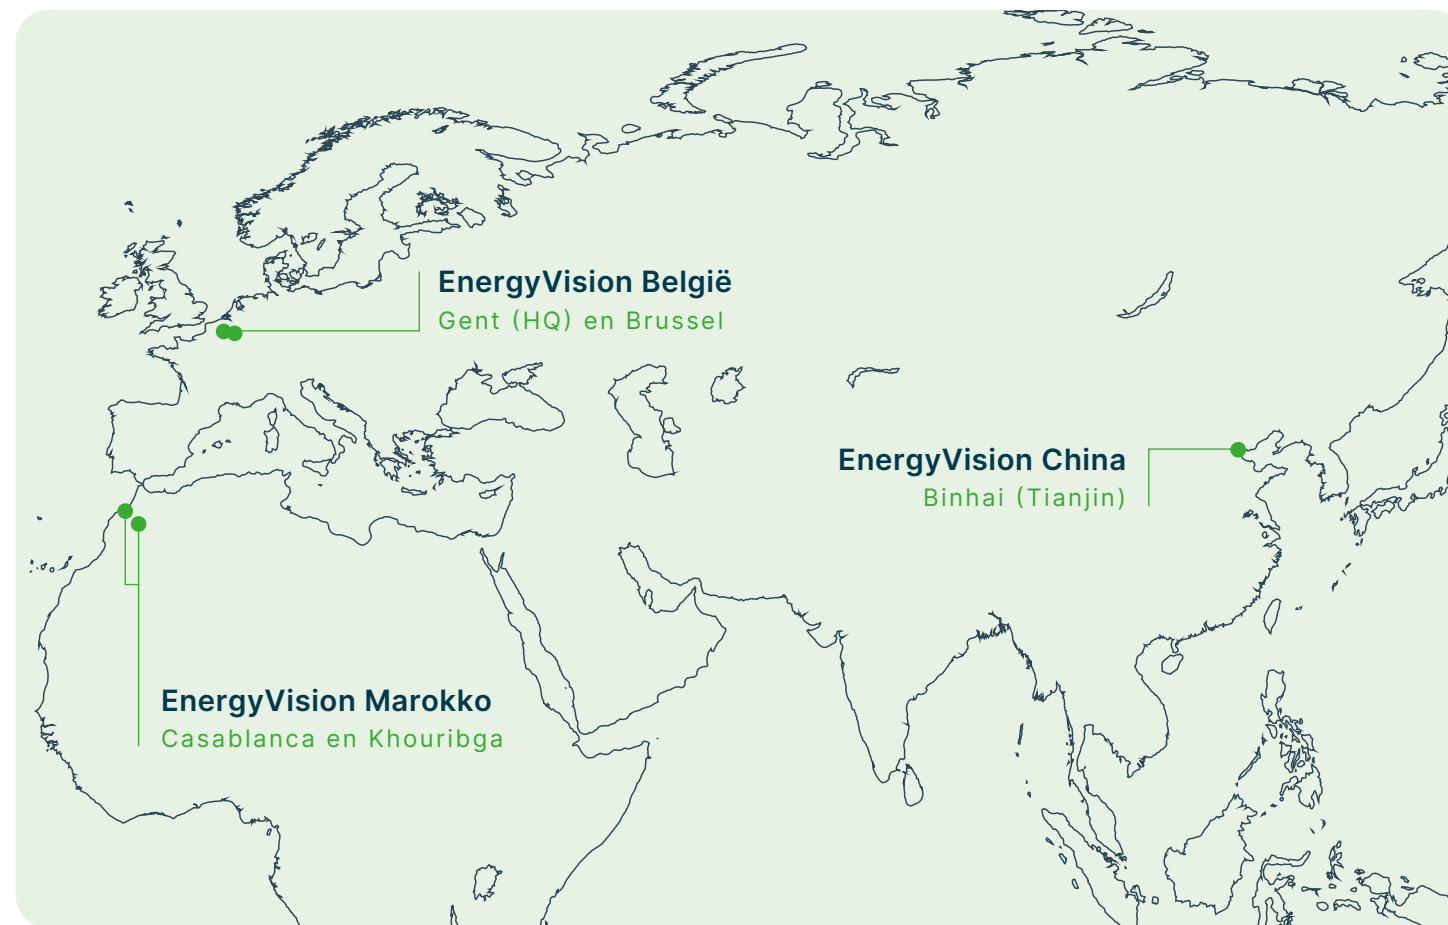 EnergyVision België
Gent (HQ) en Brussel
EnergyVision China
Binhai (Tianjin)
EnergyVision Marokko
Casablanca en Khouribga